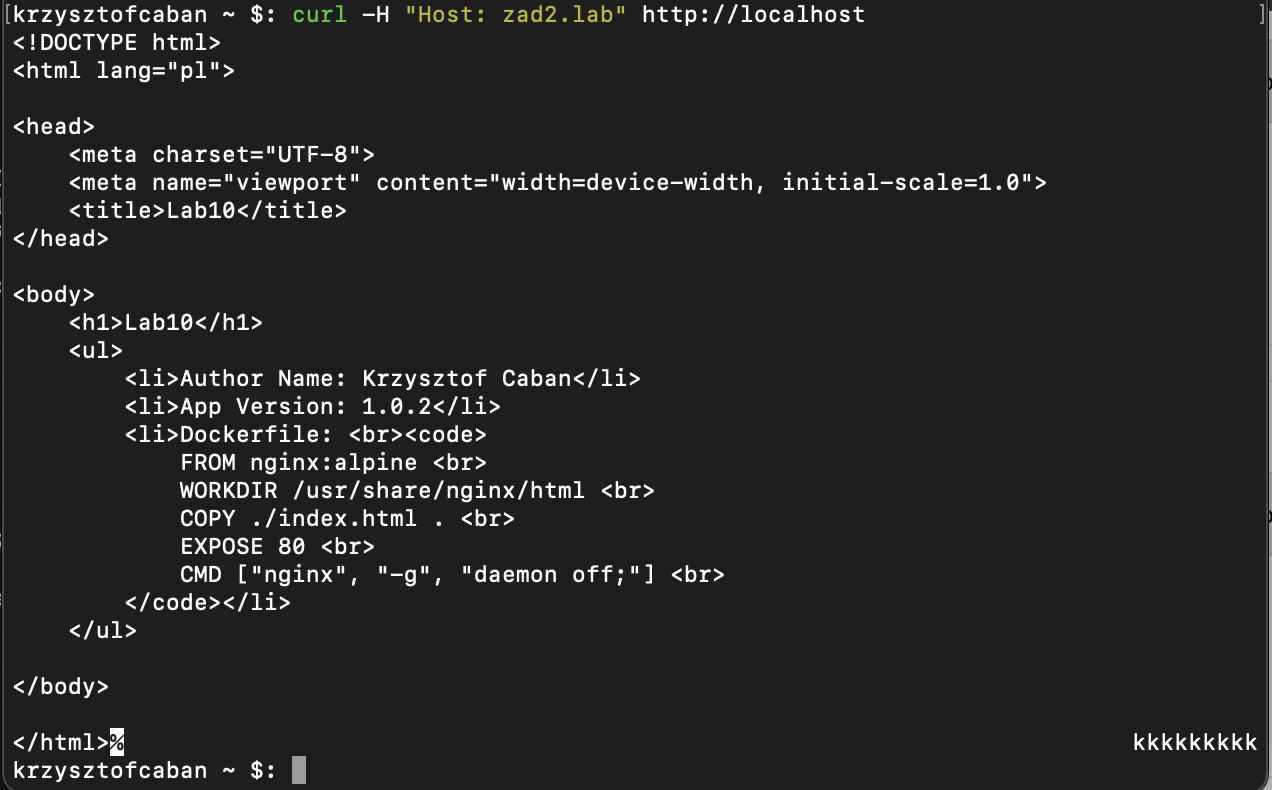 [krzysztofcaban ~ $: curl -H "Host: zad2.lab" http://localhost ]
<!DOCTYPE html>
<html lang="pl">
<head>
    <meta charset="UTF-8">
    <meta name="viewport" content="width=device-width, initial-scale=1.0">
    <title>Lab10</title>
</head>
<body>
    <h1>Lab10</h1>
    <ul>
        <li>Author Name: Krzysztof Caban</li>
        <li>App Version: 1.0.2</li>
        <li>Dockerfile: <br><code>
            FROM nginx:alpine <br>
            WORKDIR /usr/share/nginx/html <br>
            COPY ./index.html . <br>
            EXPOSE 80 <br>
            CMD ["nginx", "-g", "daemon off;"] <br>
        </code></li>
    </ul>
</body>
</html>% kkkkkkkkk
krzysztofcaban ~ $: